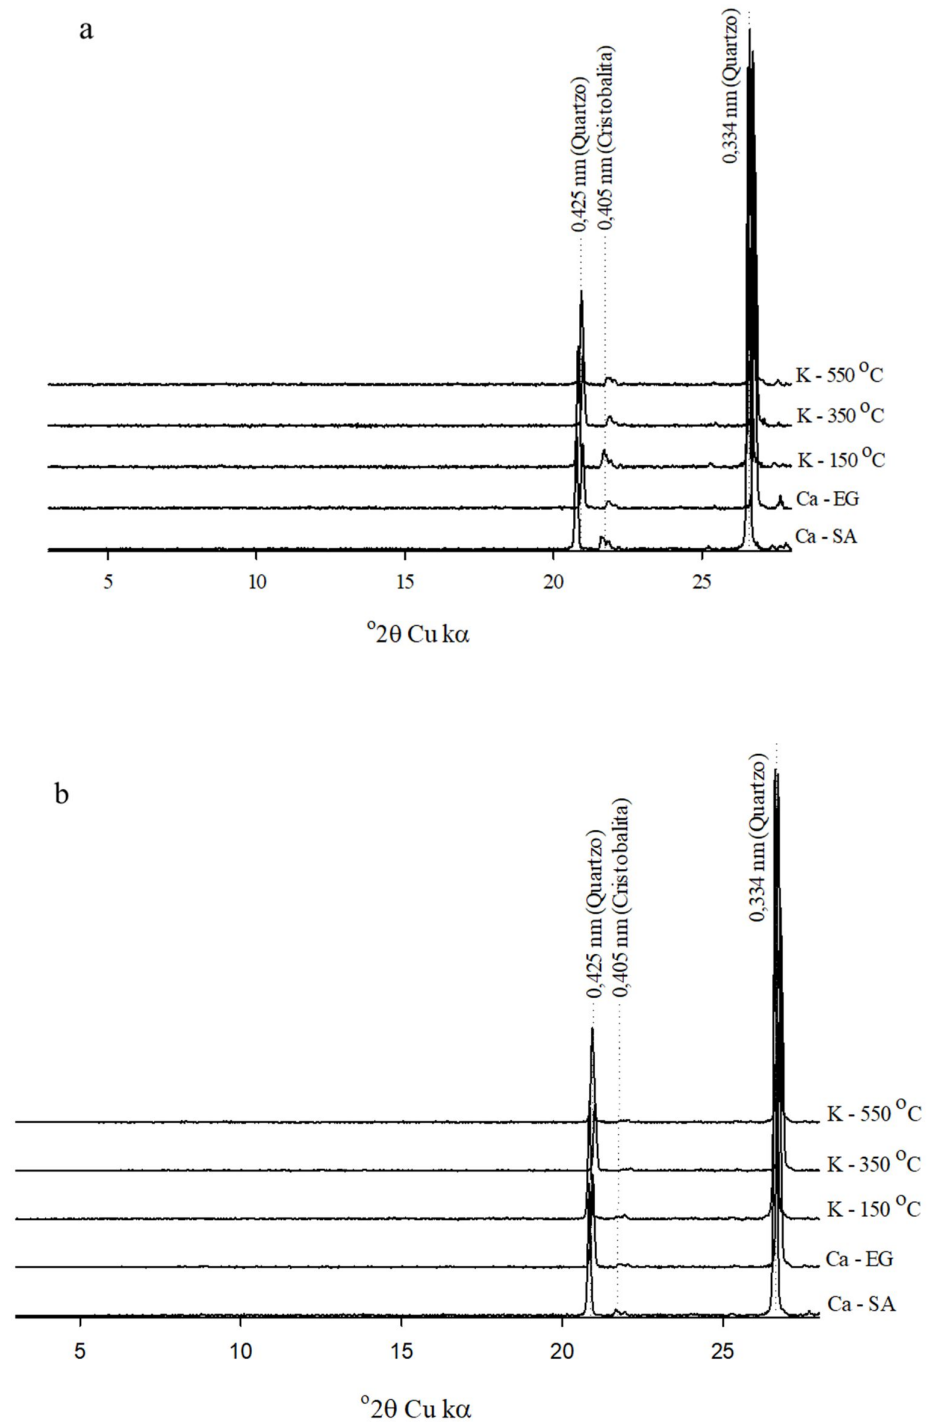 a
0,425 nm (Quartzo)
0,405 nm (Cristobalita)
0,334 nm (Quartzo)
K - 550 °C
K - 350 °C
K - 150 °C
Ca - EG
Ca - SA
5 10 15 20 25
°2θ Cu kα
b
0,425 nm (Quartzo)
0,405 nm (Cristobalita)
0,334 nm (Quartzo)
K - 550 °C
K - 350 °C
K - 150 °C
Ca - EG
Ca - SA
5 10 15 20 25
°2θ Cu kα